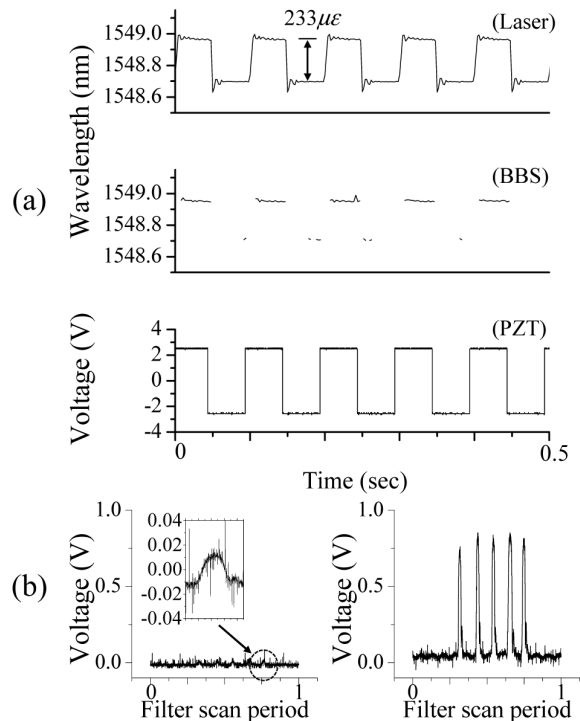 (a)
Wavelength (nm)
1549.0
1548.8
1548.6
233με
(Laser)
1549.0
1548.8
1548.6
(BBS)
Voltage (V)
4
2
0
-2
-4
(PZT)
0
0.5
Time (sec)
(b)
Voltage (V)
1.0
0.5
0.0
0.04
0.02
0.00
-0.02
-0.04
0
1
Filter scan period
Voltage (V)
1.0
0.5
0.0
0
1
Filter scan period